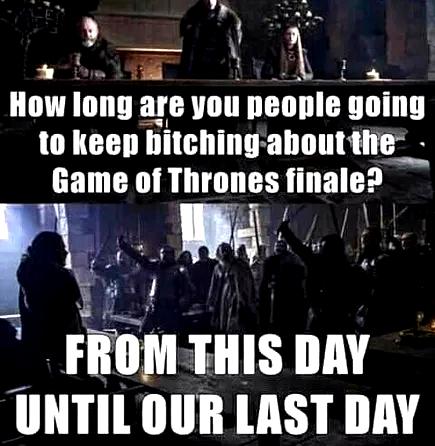 How long are you people going
to keep bitching about the
Game of Thrones finale?
FROM THIS DAY
UNTIL OUR LAST DAY